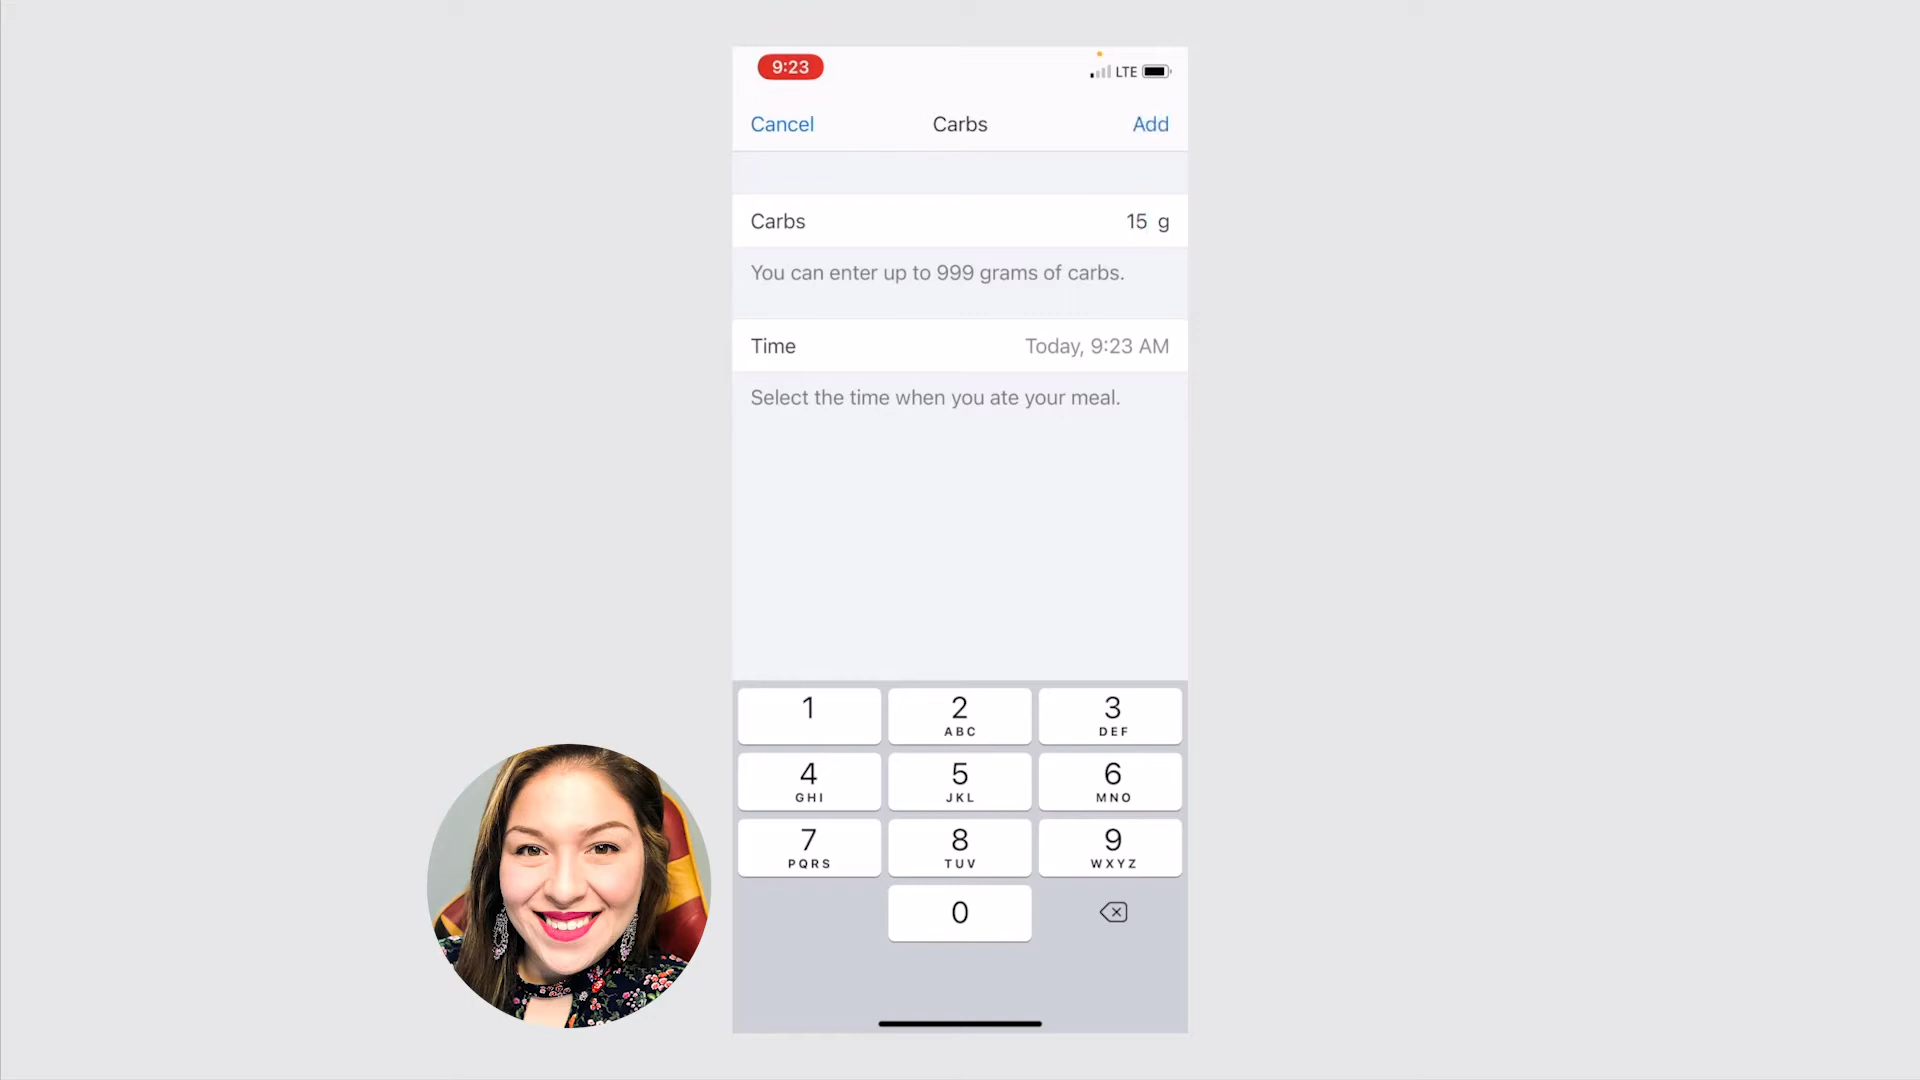 9:23
LTE
Cancel Carbs Add
Carbs 15 g
You can enter up to 999 grams of carbs.
Time Today, 9:23 AM
Select the time when you ate your meal.
1 2 3
ABC DEF
4 5 6
GHI JKL MNO
7 8 9
PQRS TUV WXYZ
0